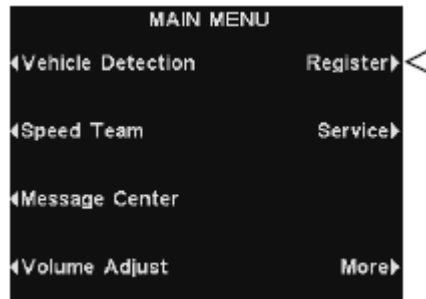 MAIN MENU
Vehicle Detection Register
Speed Team Service
Message Center
Volume Adjust More